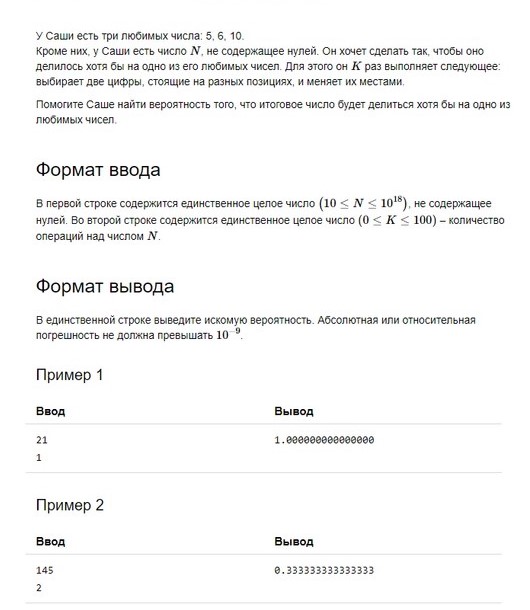 У Саши есть три любимых числа: 5, 6, 10.
Кроме них, у Саши есть число N, не содержащее нулей. Он хочет сделать так, чтобы оно
делилось хотя бы на одно из его любимых чисел. Для этого он K раз выполняет следующее:
выбирает две цифры, стоящие на разных позициях, и меняет их местами.
Помогите Саше найти вероятность того, что итоговое число будет делиться хотя бы на одно из
любимых чисел.
Формат ввода
В первой строке содержится единственное целое число (10 ≤ N ≤ 10^18), не содержащее
нулей. Во второй строке содержится единственное целое число (0 ≤ K ≤ 100) – количество
операций над числом N.
Формат вывода
В единственной строке выведите искомую вероятность. Абсолютная или относительная
погрешность не должна превышать 10^−9.
Пример 1
Ввод Вывод
21 1.000000000000000
1
Пример 2
Ввод Вывод
145 0.333333333333333
2